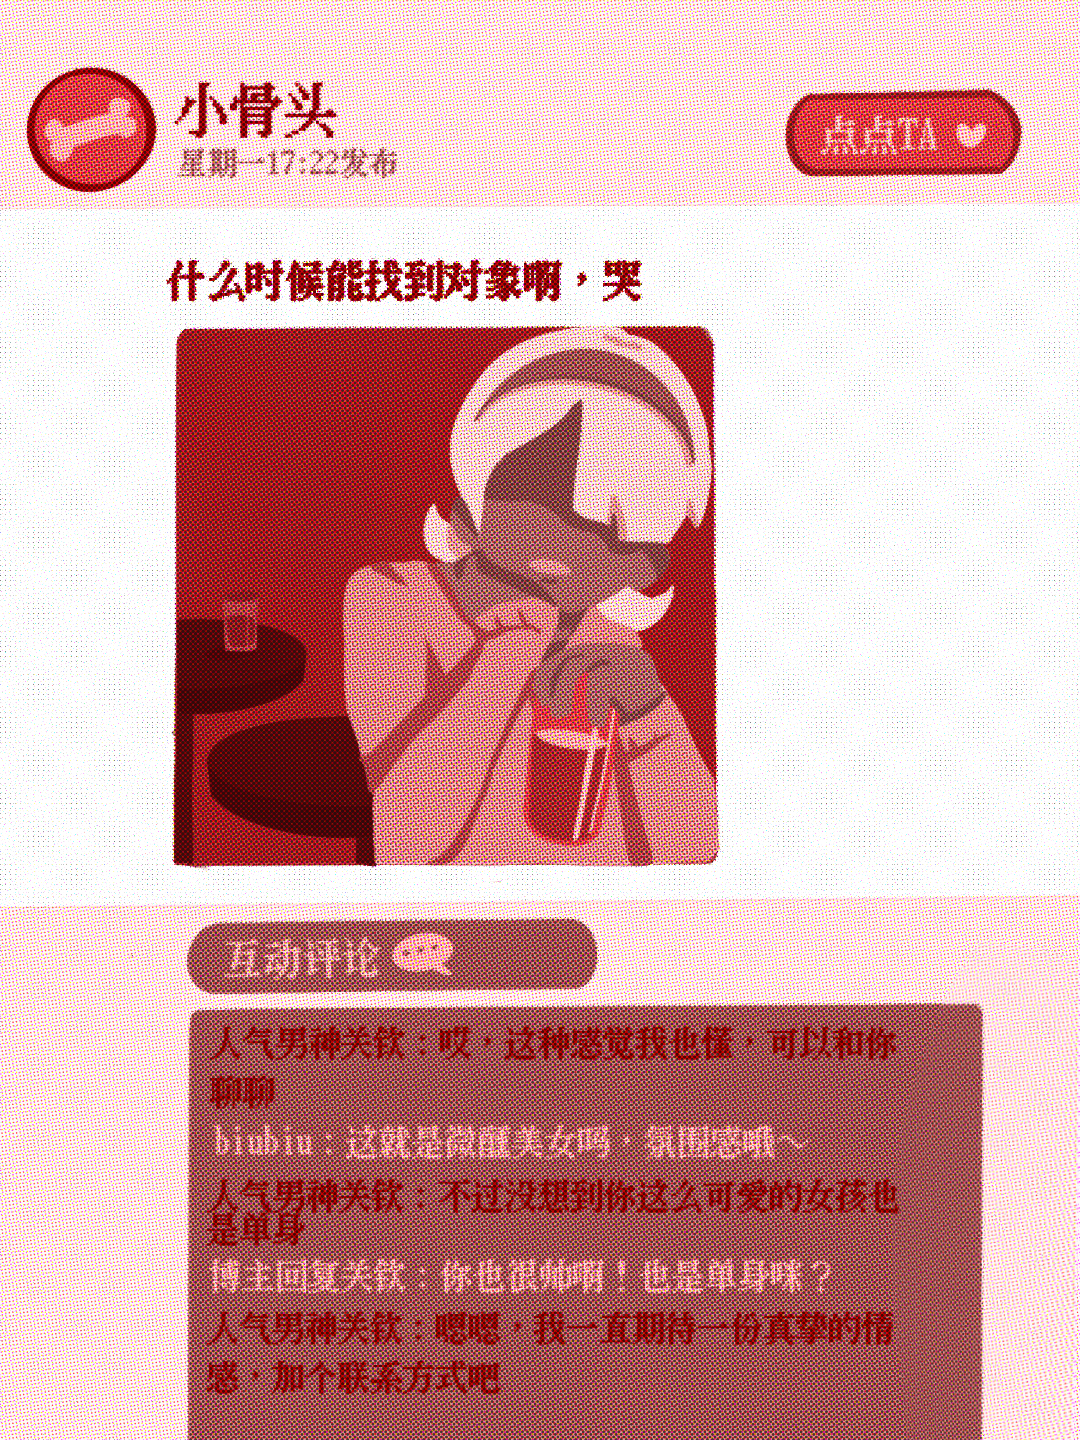 小骨头
星期一17:22发布
点点TA
什么时候能找到对象啊，哭
互动评论
人气男神关钦：哎，这种感觉我也懂，可以和你
聊聊
biubiu：这就是微醺美女吗，氛围感哦～
人气男神关钦：不过没想到你这么可爱的女孩也
是单身
博主回复关钦：你也很帅啊！也是单身咪？
人气男神关钦：嗯嗯，我一直期待一份真挚的情
感，加个联系方式吧